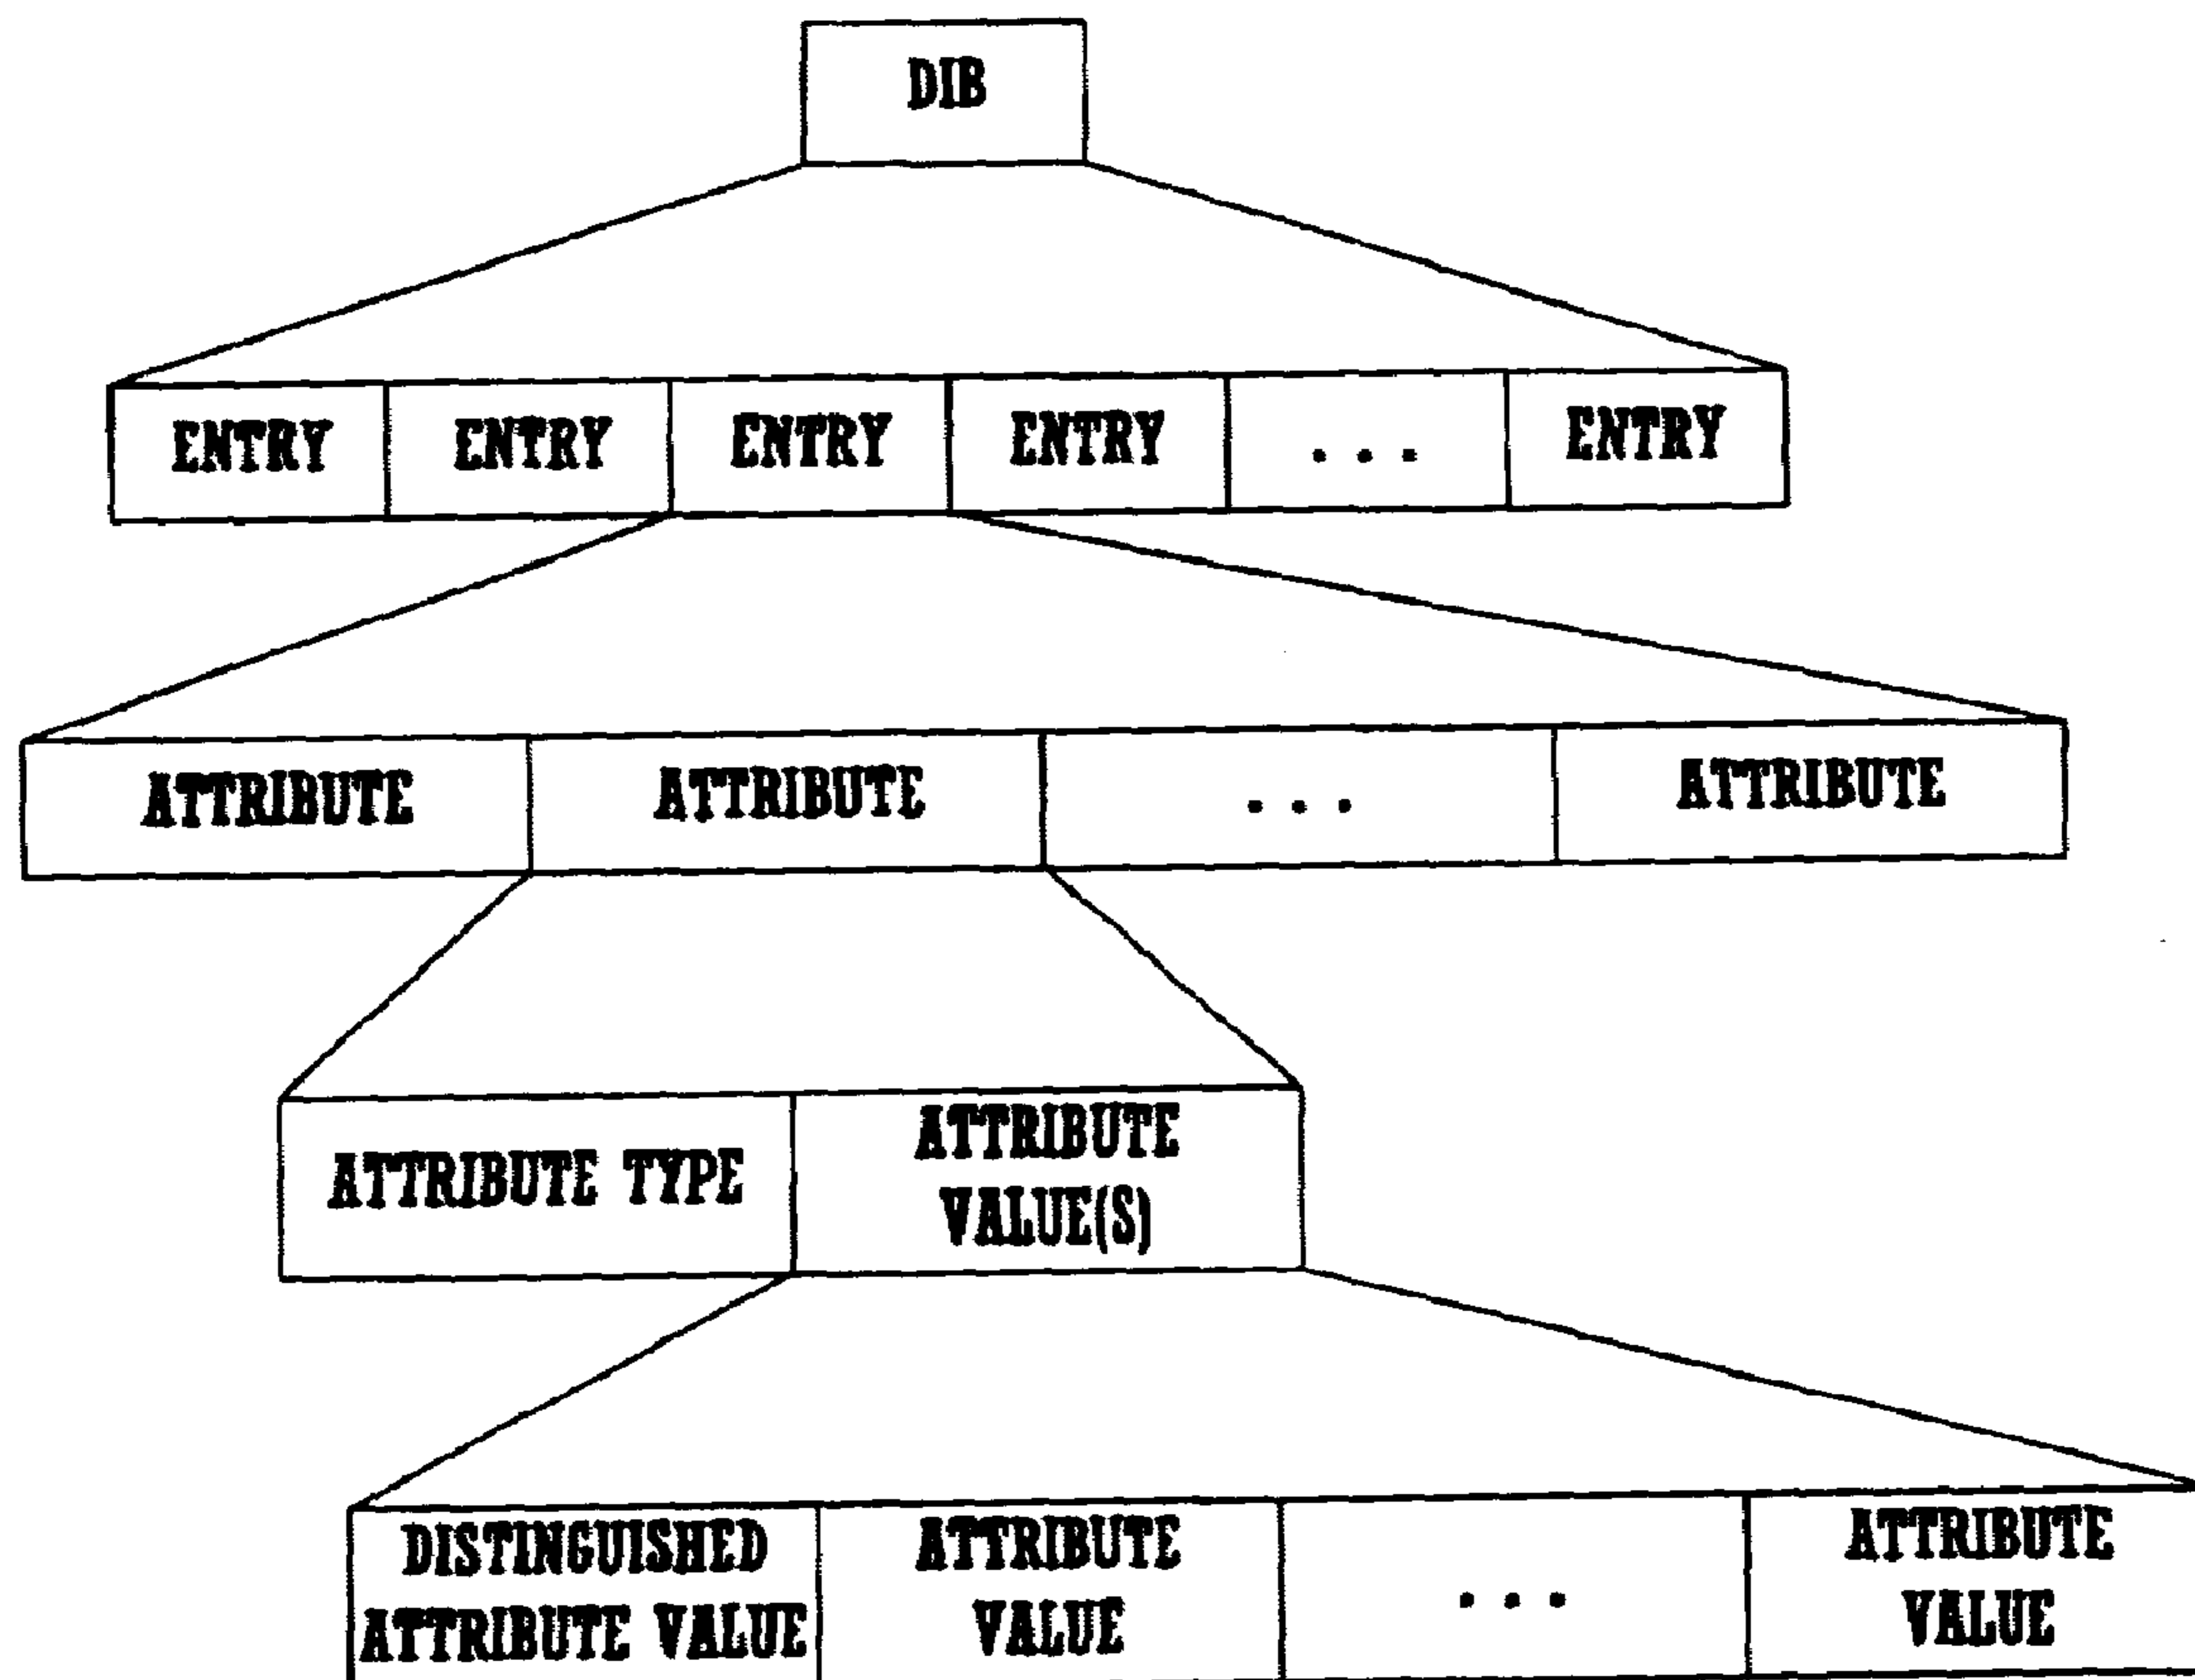 DIB
ENTRY ENTRY ENTRY ENTRY ... ENTRY
ATTRIBUTE ATTRIBUTE ... ATTRIBUTE
ATTRIBUTE TYPE
ATTRIBUTE
VALUE(S)
DISTINGUISHED
ATTRIBUTE VALUE
ATTRIBUTE
VALUE
...
ATTRIBUTE
VALUE